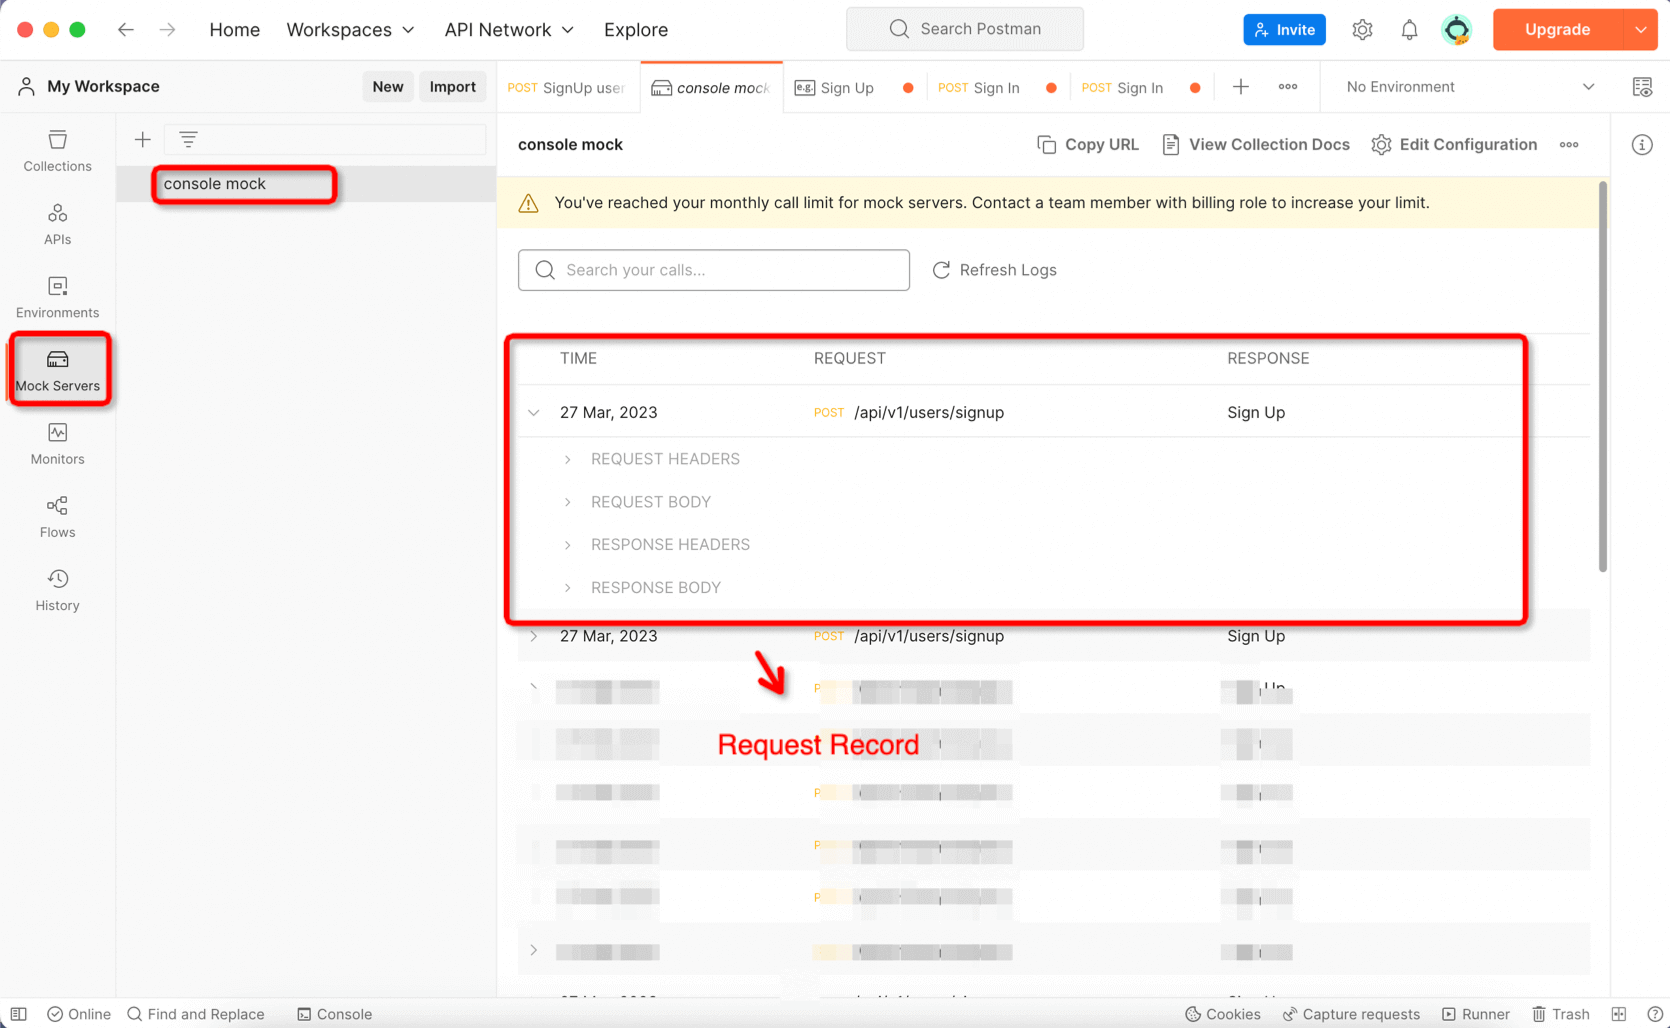 Home Workspaces API Network Explore Search Postman Invite Upgrade
My Workspace New Import POST SignUp user console mock e.g. Sign Up POST Sign In POST Sign In No Environment
Collections
APIs
Environments
Mock Servers
Monitors
Flows
History
console mock
console mock Copy URL View Collection Docs Edit Configuration
You've reached your monthly call limit for mock servers. Contact a team member with billing role to increase your limit.
Search your calls... Refresh Logs
TIME REQUEST RESPONSE
27 Mar, 2023 POST /api/v1/users/signup Sign Up
REQUEST HEADERS
REQUEST BODY
RESPONSE HEADERS
RESPONSE BODY
27 Mar, 2023 POST /api/v1/users/signup Sign Up
Request Record
Online Find and Replace Console Cookies Capture requests Runner Trash